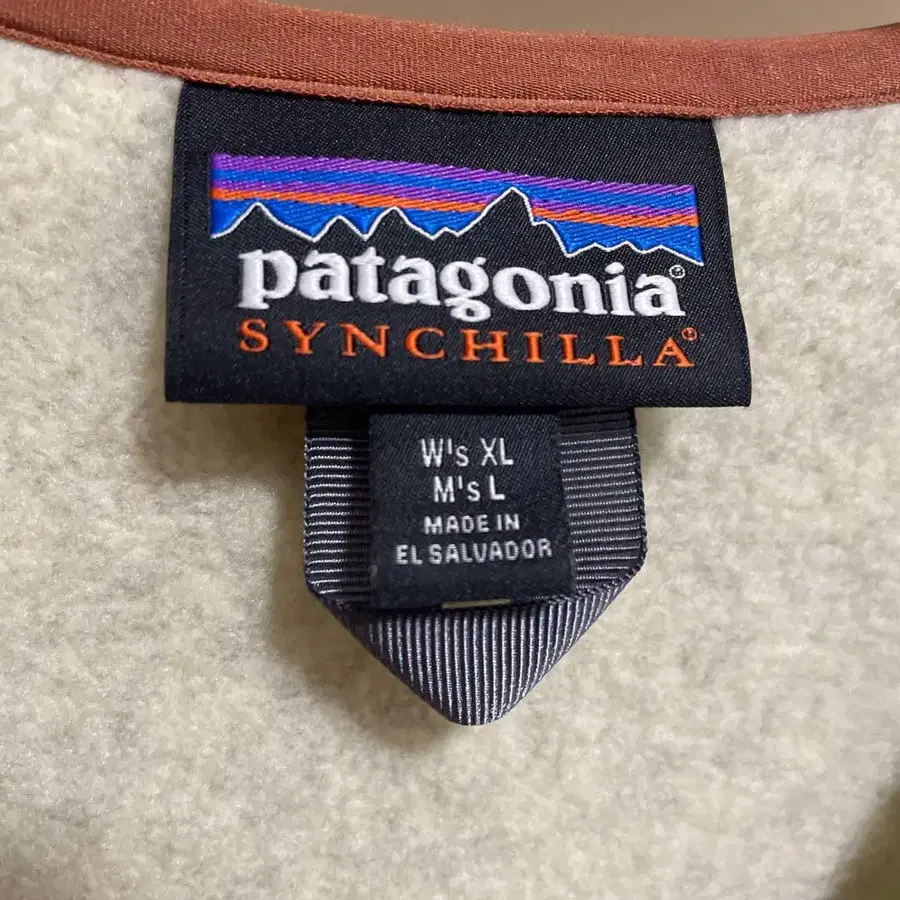 patagonia®
SYNCHILLA®
W's XL
M's L
MADE IN
EL SALVADOR